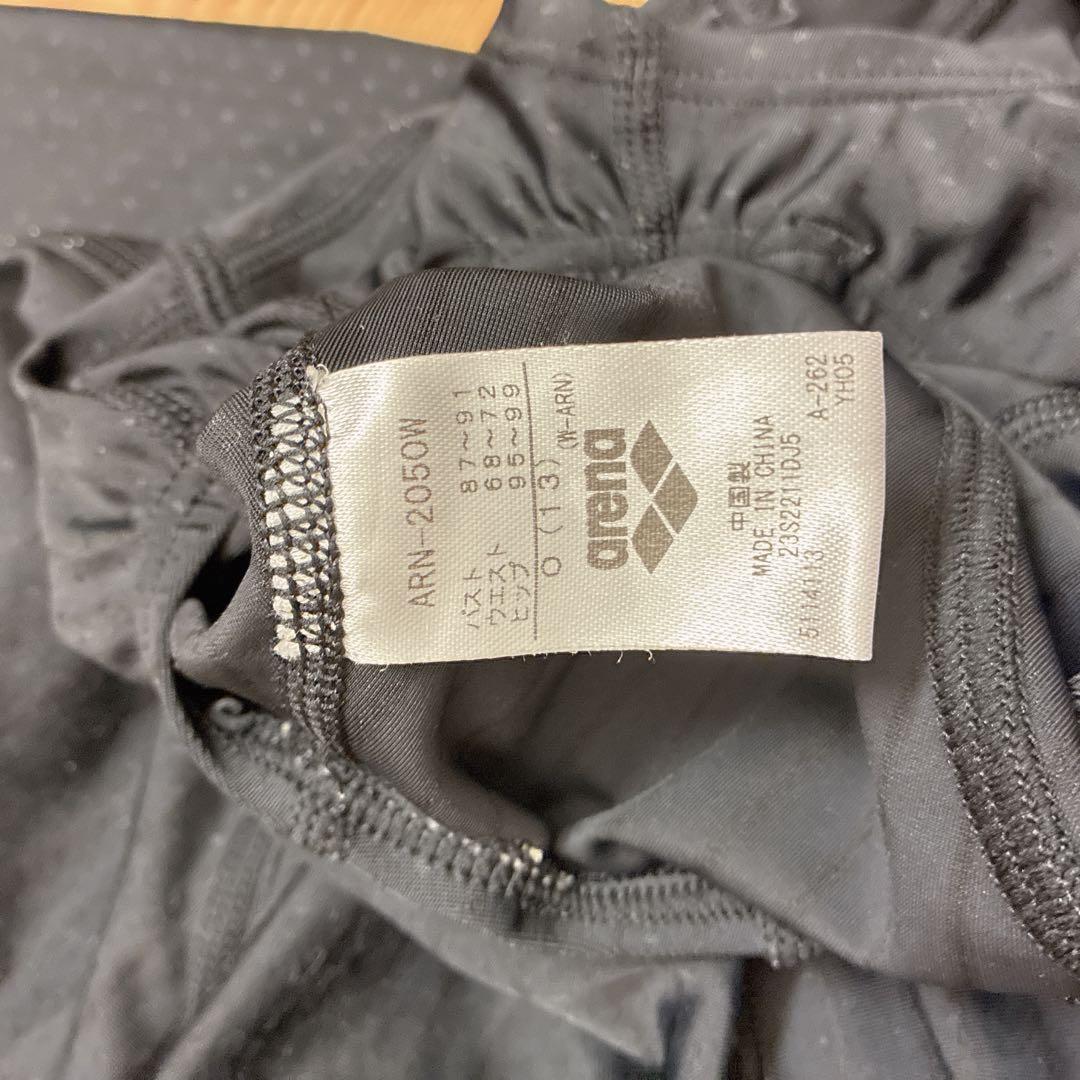 ARN-2050W
バスト 87～91
ウエスト 68～72
ヒップ 95～99
O (13)
(W-ARN)
arena
中国製
MADE IN CHINA
23S2211DJ5
5114113
A-262
YH05